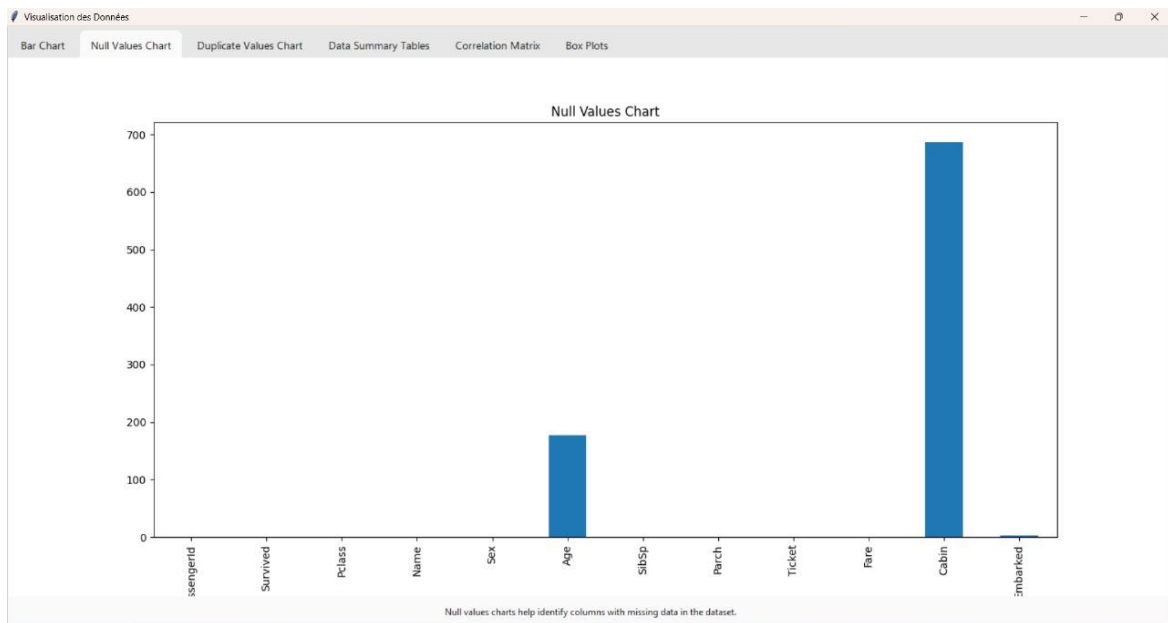 Visualisation des Données
Bar Chart Null Values Chart Duplicate Values Chart Data Summary Tables Correlation Matrix Box Plots
Null Values Chart
700
600
500
400
300
200
100
0
ssengerId Survived Pclass Name Sex Age SibSp Parch Ticket Fare Cabin Embarked
Null values charts help identify columns with missing data in the dataset.